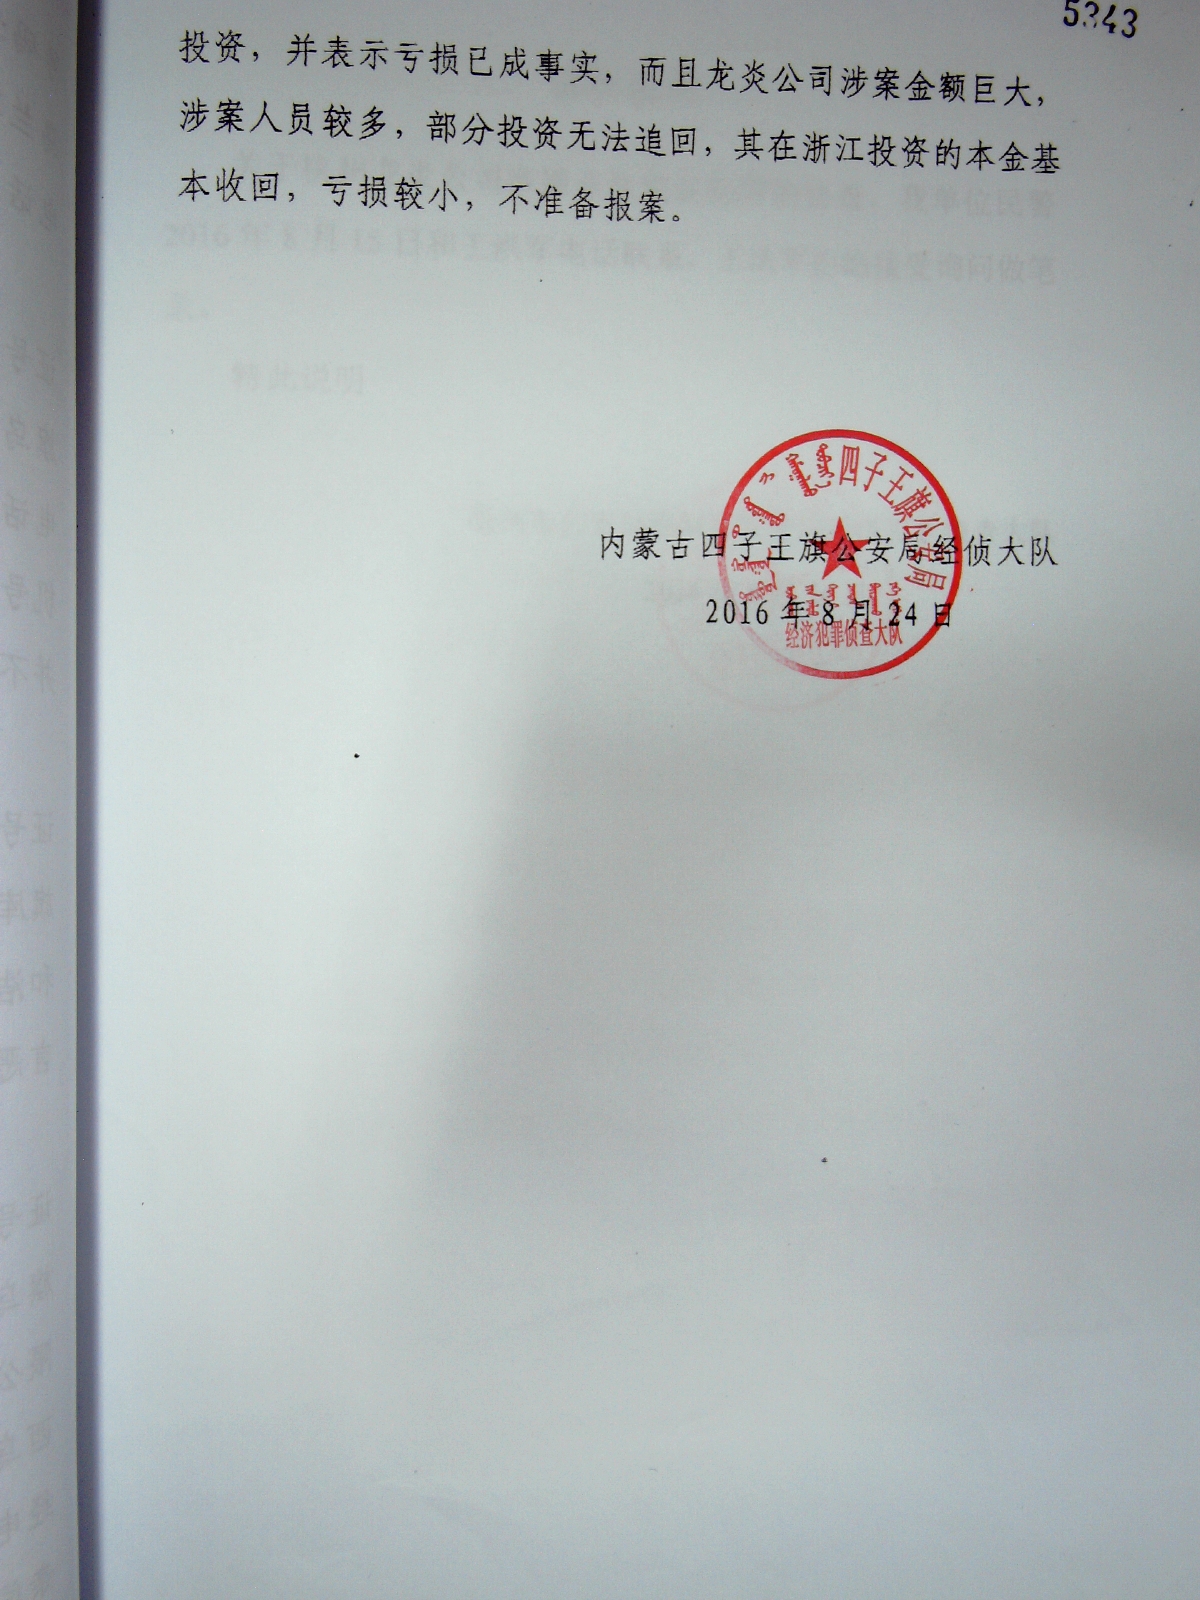 5343
投资，并表示亏损已成事实，而且龙炎公司涉案金额巨大，
涉案人员较多，部分投资无法追回，其在浙江投资的本金基
本收回，亏损较小，不准备报案。
内蒙古四子王旗公安局经侦大队
2016 年 8 月 24 日
四子王旗公安局
经济犯罪侦查大队